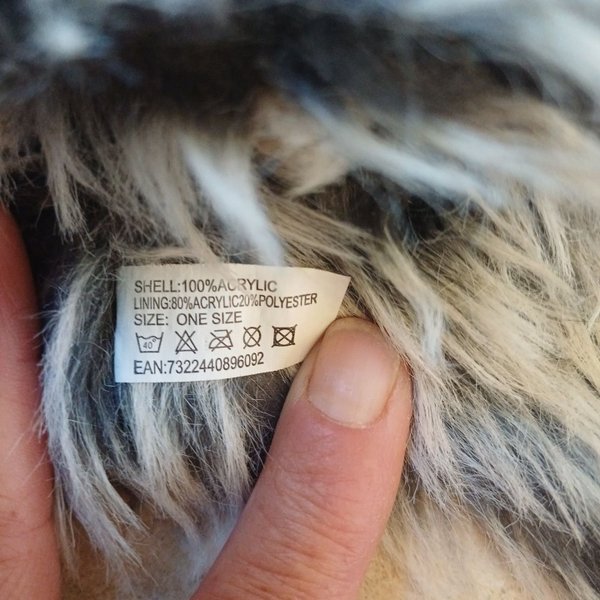 SHELL:100%ACRYLIC
LINING:80%ACRYLIC20%POLYESTER
SIZE: ONE SIZE
40°
EAN:7322440896092